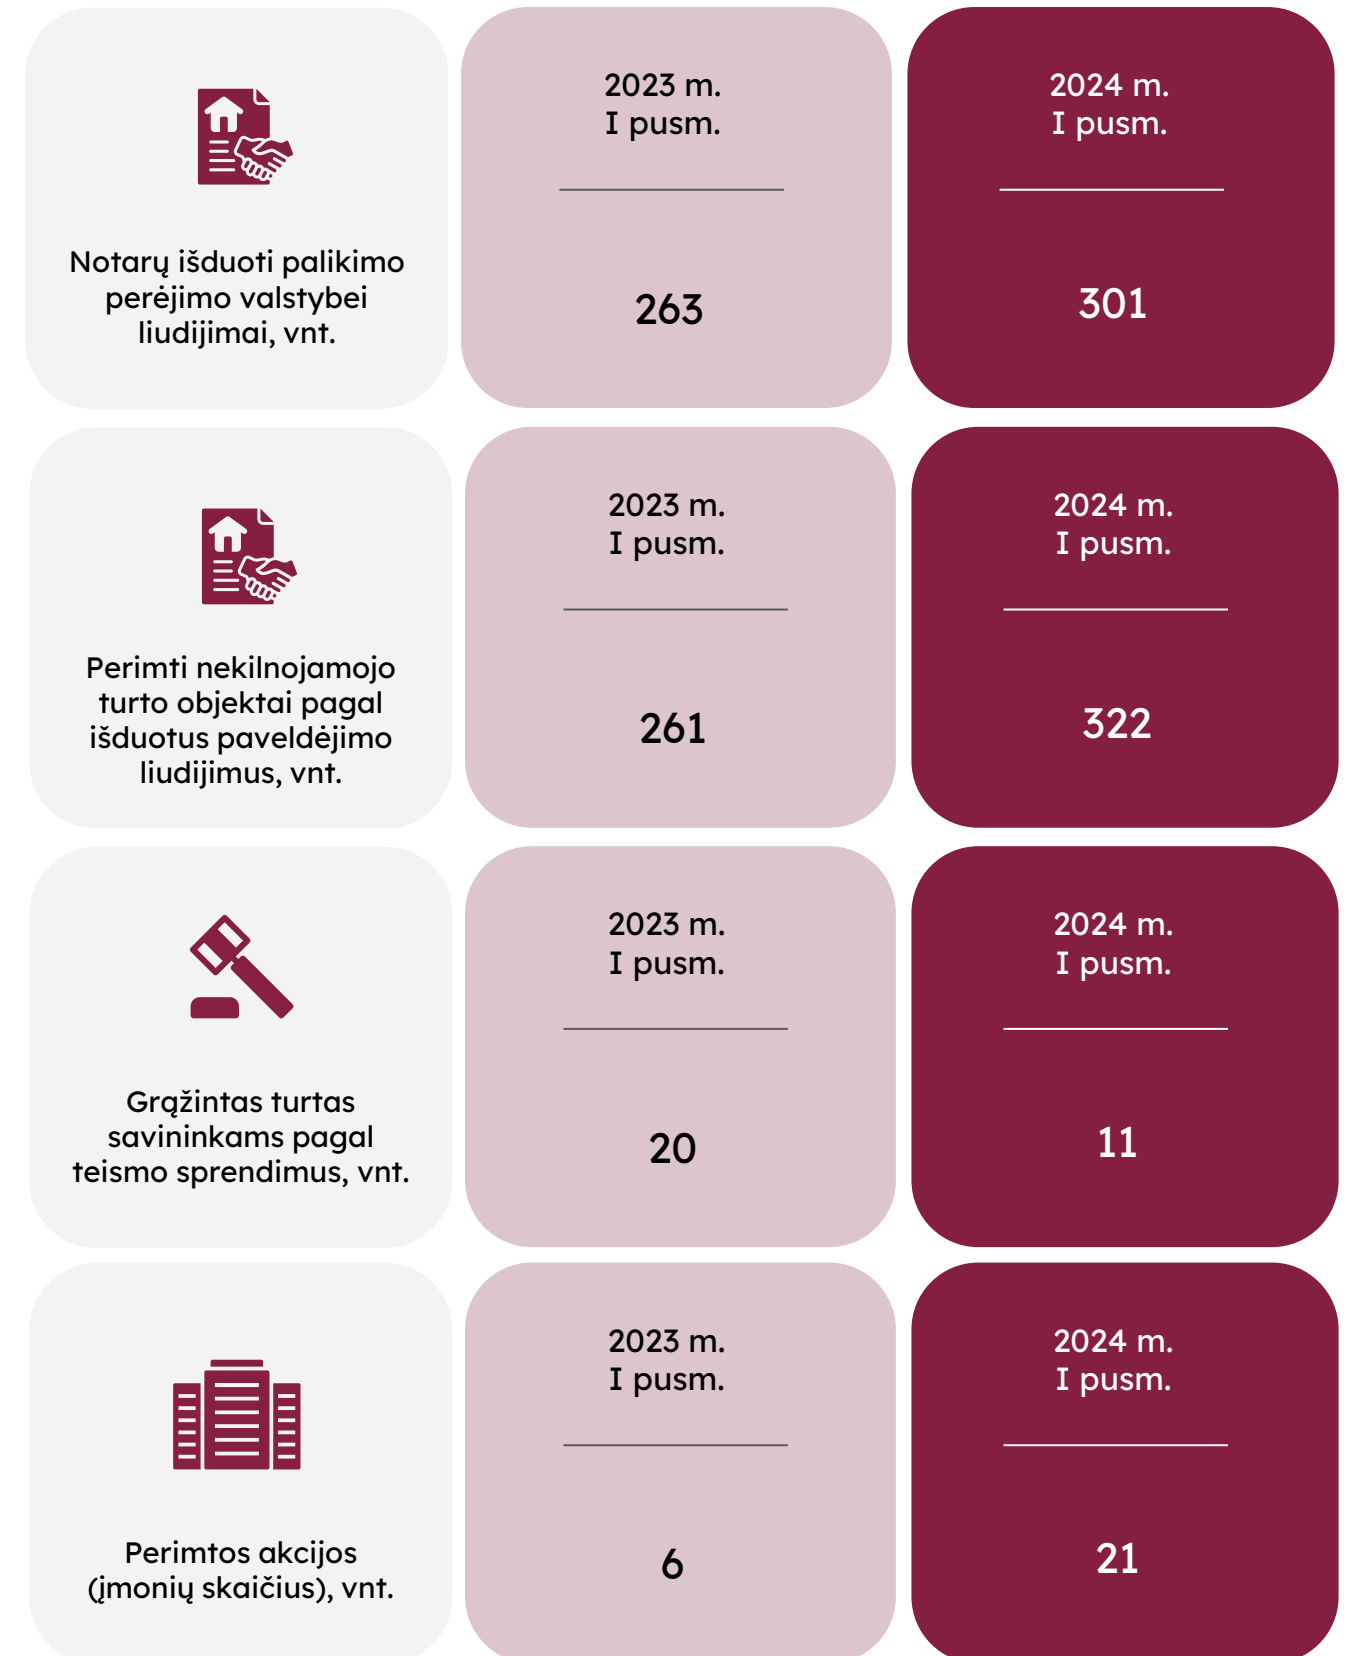 Notarų išduoti palikimo
perėjimo valstybei
liudijimai, vnt.
2023 m.
I pusm.
263
2024 m.
I pusm.
301
Perimti nekilnojamojo
turto objektai pagal
išduotus paveldėjimo
liudijimus, vnt.
2023 m.
I pusm.
261
2024 m.
I pusm.
322
Grąžintas turtas
savininkams pagal
teismo sprendimus, vnt.
2023 m.
I pusm.
20
2024 m.
I pusm.
11
Perimtos akcijos
(įmonių skaičius), vnt.
2023 m.
I pusm.
6
2024 m.
I pusm.
21